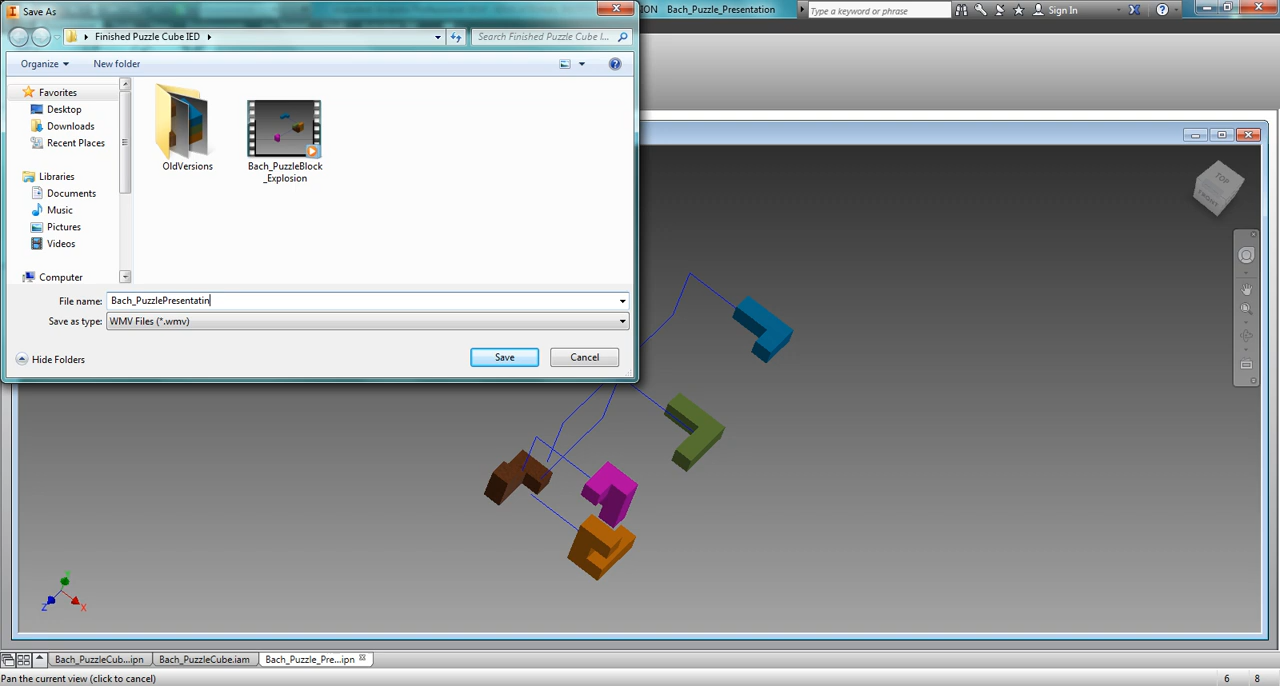 Save As
ION Bach_Puzzle_Presentation
Type a keyword or phrase
Sign In
Finished Puzzle Cube IED
Search Finished Puzzle Cube I...
Organize
New folder
Favorites
Desktop
Downloads
Recent Places
Libraries
Documents
Music
Pictures
Videos
Computer
OldVersions
Bach_PuzzleBlock
_Explosion
File name: Bach_PuzzlePresentatin
Save as type: WMV Files (*.wmv)
Hide Folders
Save
Cancel
TOP
FRONT
Y
Z
X
Bach_PuzzleCub...ipn
Bach_PuzzleCube.iam
Bach_Puzzle_Pre...ipn
Pan the current view (click to cancel)
6 8